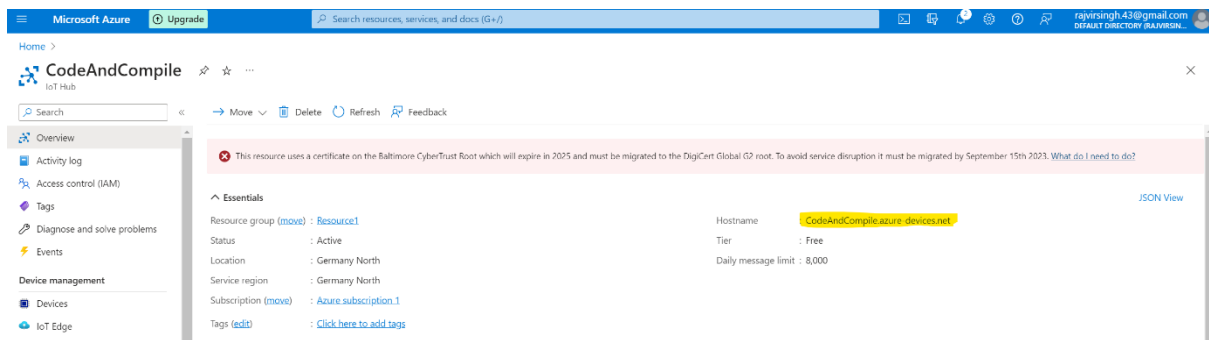 Microsoft Azure Upgrade Search resources, services, and docs (G+/) 2 rajvirsingh.43@gmail.com
DEFAULT DIRECTORY (RAJVIRSIN...
Home >
CodeAndCompile
IoT Hub
Search Move Delete Refresh Feedback
Overview
Activity log
Access control (IAM)
Tags
Diagnose and solve problems
Events
Device management
Devices
IoT Edge
This resource uses a certificate on the Baltimore CyberTrust Root which will expire in 2025 and must be migrated to the DigiCert Global G2 root. To avoid service disruption it must be migrated by September 15th 2023. What do I need to do?
Essentials JSON View
Resource group (move) : Resource1
Status : Active
Location : Germany North
Service region : Germany North
Subscription (move) : Azure subscription 1
Tags (edit) : Click here to add tags
Hostname : CodeAndCompile.azure-devices.net
Tier : Free
Daily message limit : 8,000